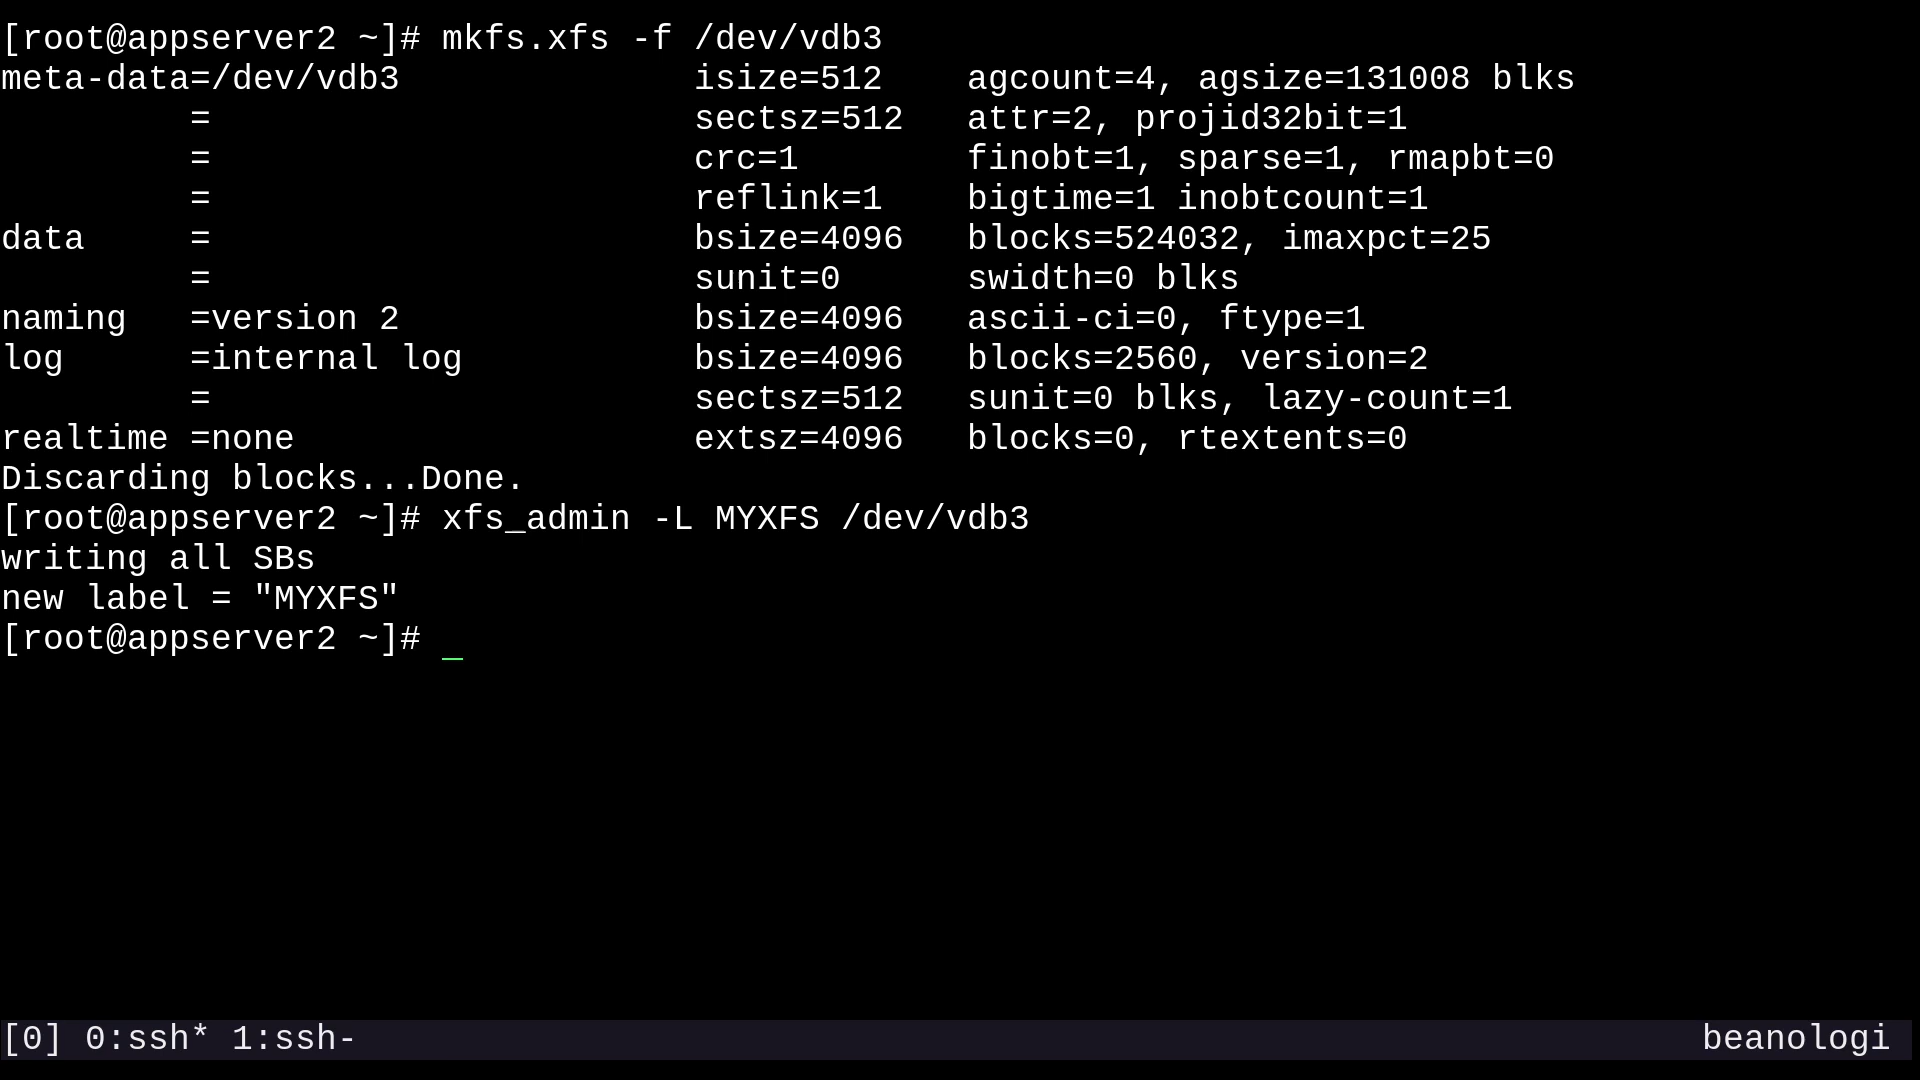 [root@appserver2 ~]# mkfs.xfs -f /dev/vdb3
meta-data=/dev/vdb3              isize=512    agcount=4, agsize=131008 blks
         =                       sectsz=512   attr=2, projid32bit=1
         =                       crc=1        finobt=1, sparse=1, rmapbt=0
         =                       reflink=1    bigtime=1 inobtcount=1
data     =                       bsize=4096   blocks=524032, imaxpct=25
         =                       sunit=0      swidth=0 blks
naming   =version 2              bsize=4096   ascii-ci=0, ftype=1
log      =internal log           bsize=4096   blocks=2560, version=2
         =                       sectsz=512   sunit=0 blks, lazy-count=1
realtime =none                   extsz=4096   blocks=0, rtextents=0
Discarding blocks...Done.
[root@appserver2 ~]# xfs_admin -L MYXFS /dev/vdb3
writing all SBs
new label = "MYXFS"
[root@appserver2 ~]# _
[0] 0:ssh* 1:ssh- beanologi